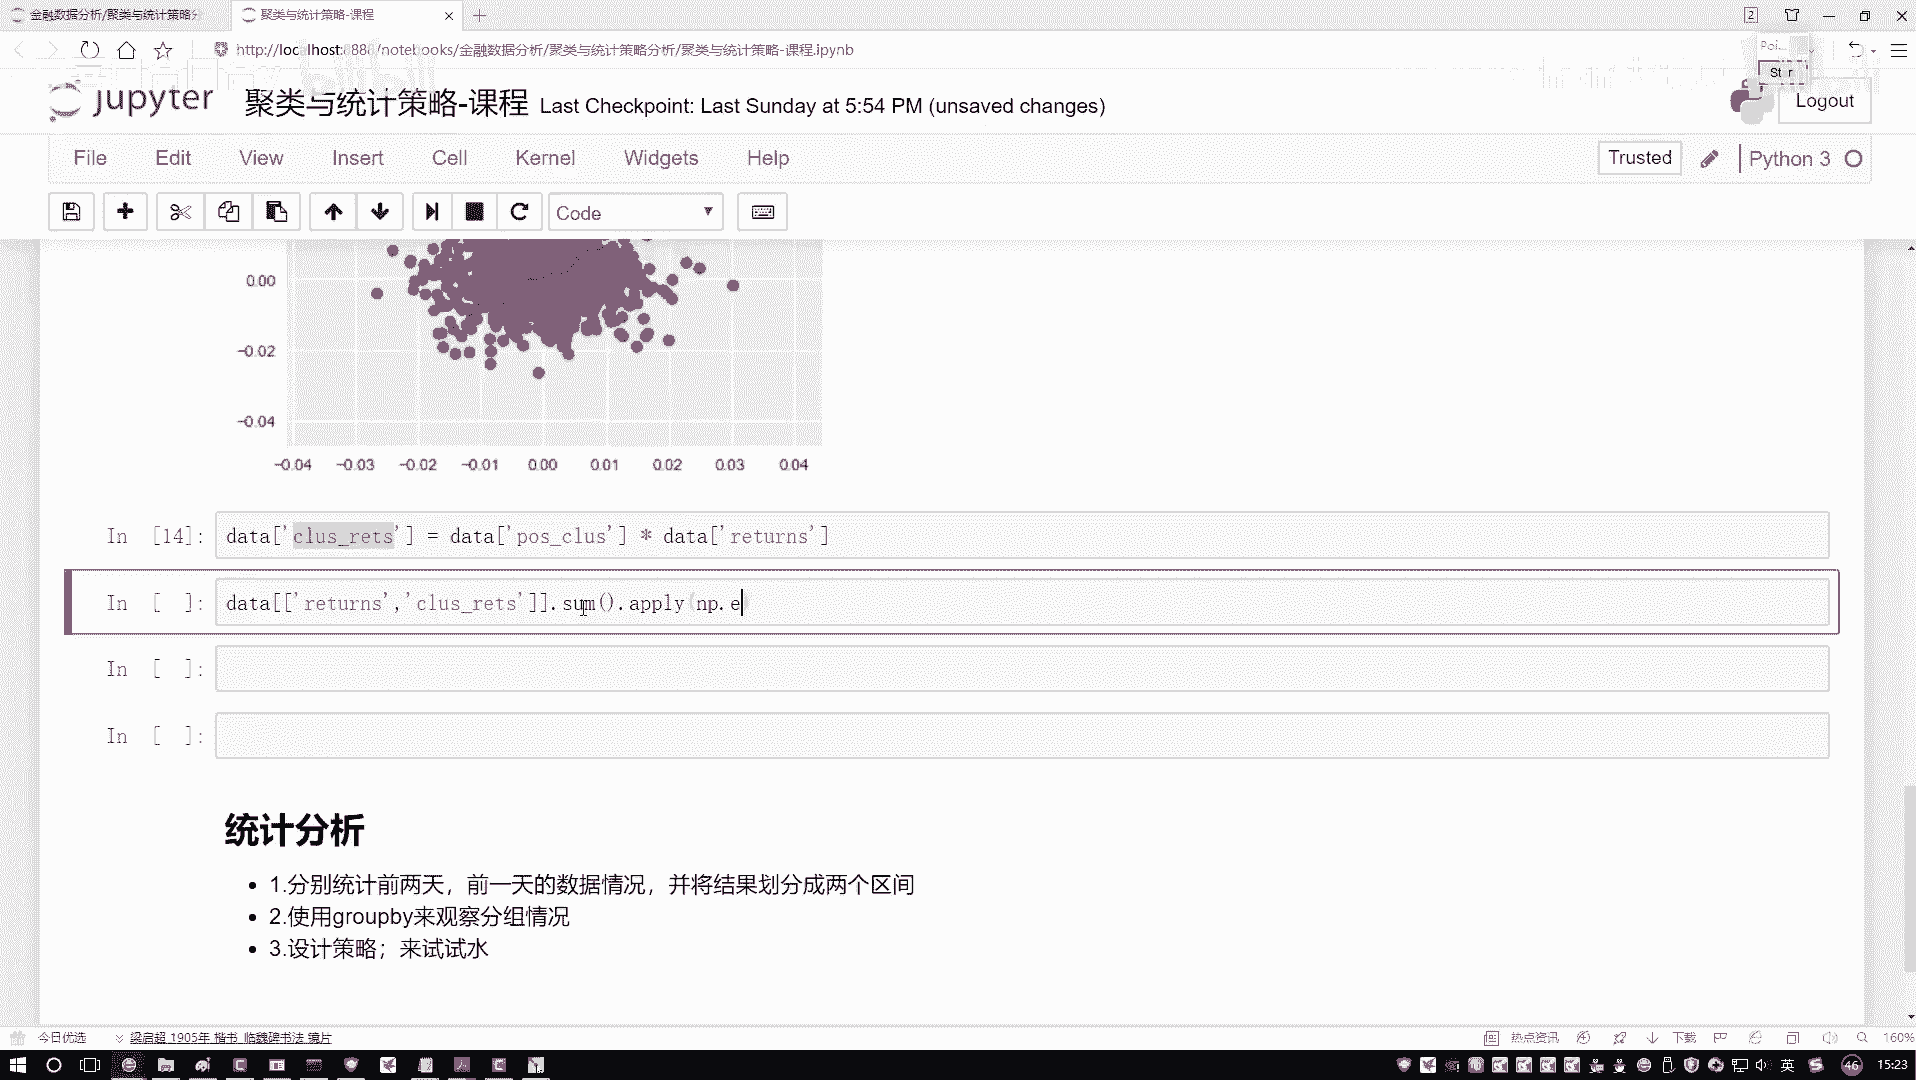 金融数据分析/聚类与统计策略分
聚类与统计策略-课程
2
http://localhost:8888/notebooks/金融数据分析/聚类与统计策略分析/聚类与统计策略-课程.ipynb
jupyter
聚类与统计策略-课程 Last Checkpoint: Last Sunday at 5:54 PM (unsaved changes)
Logout
File Edit View Insert Cell Kernel Widgets Help
Trusted
Python 3
Code
0.00
−0.02
−0.04
−0.04 −0.03 −0.02 −0.01 0.00 0.01 0.02 0.03 0.04
In [14]: data['clus_rets'] = data['pos_clus'] * data['returns']
In [ ]: data[['returns','clus_rets']].sum().apply(np.e
In [ ]:
In [ ]:
统计分析
• 1.分别统计前两天，前一天的数据情况，并将结果划分成两个区间
• 2.使用groupby来观察分组情况
• 3.设计策略；来试试水
今日优选
梁启超 1905年 楷书 临魏碑书法 镜片
热点资讯
下载
160%
英
46
15:23